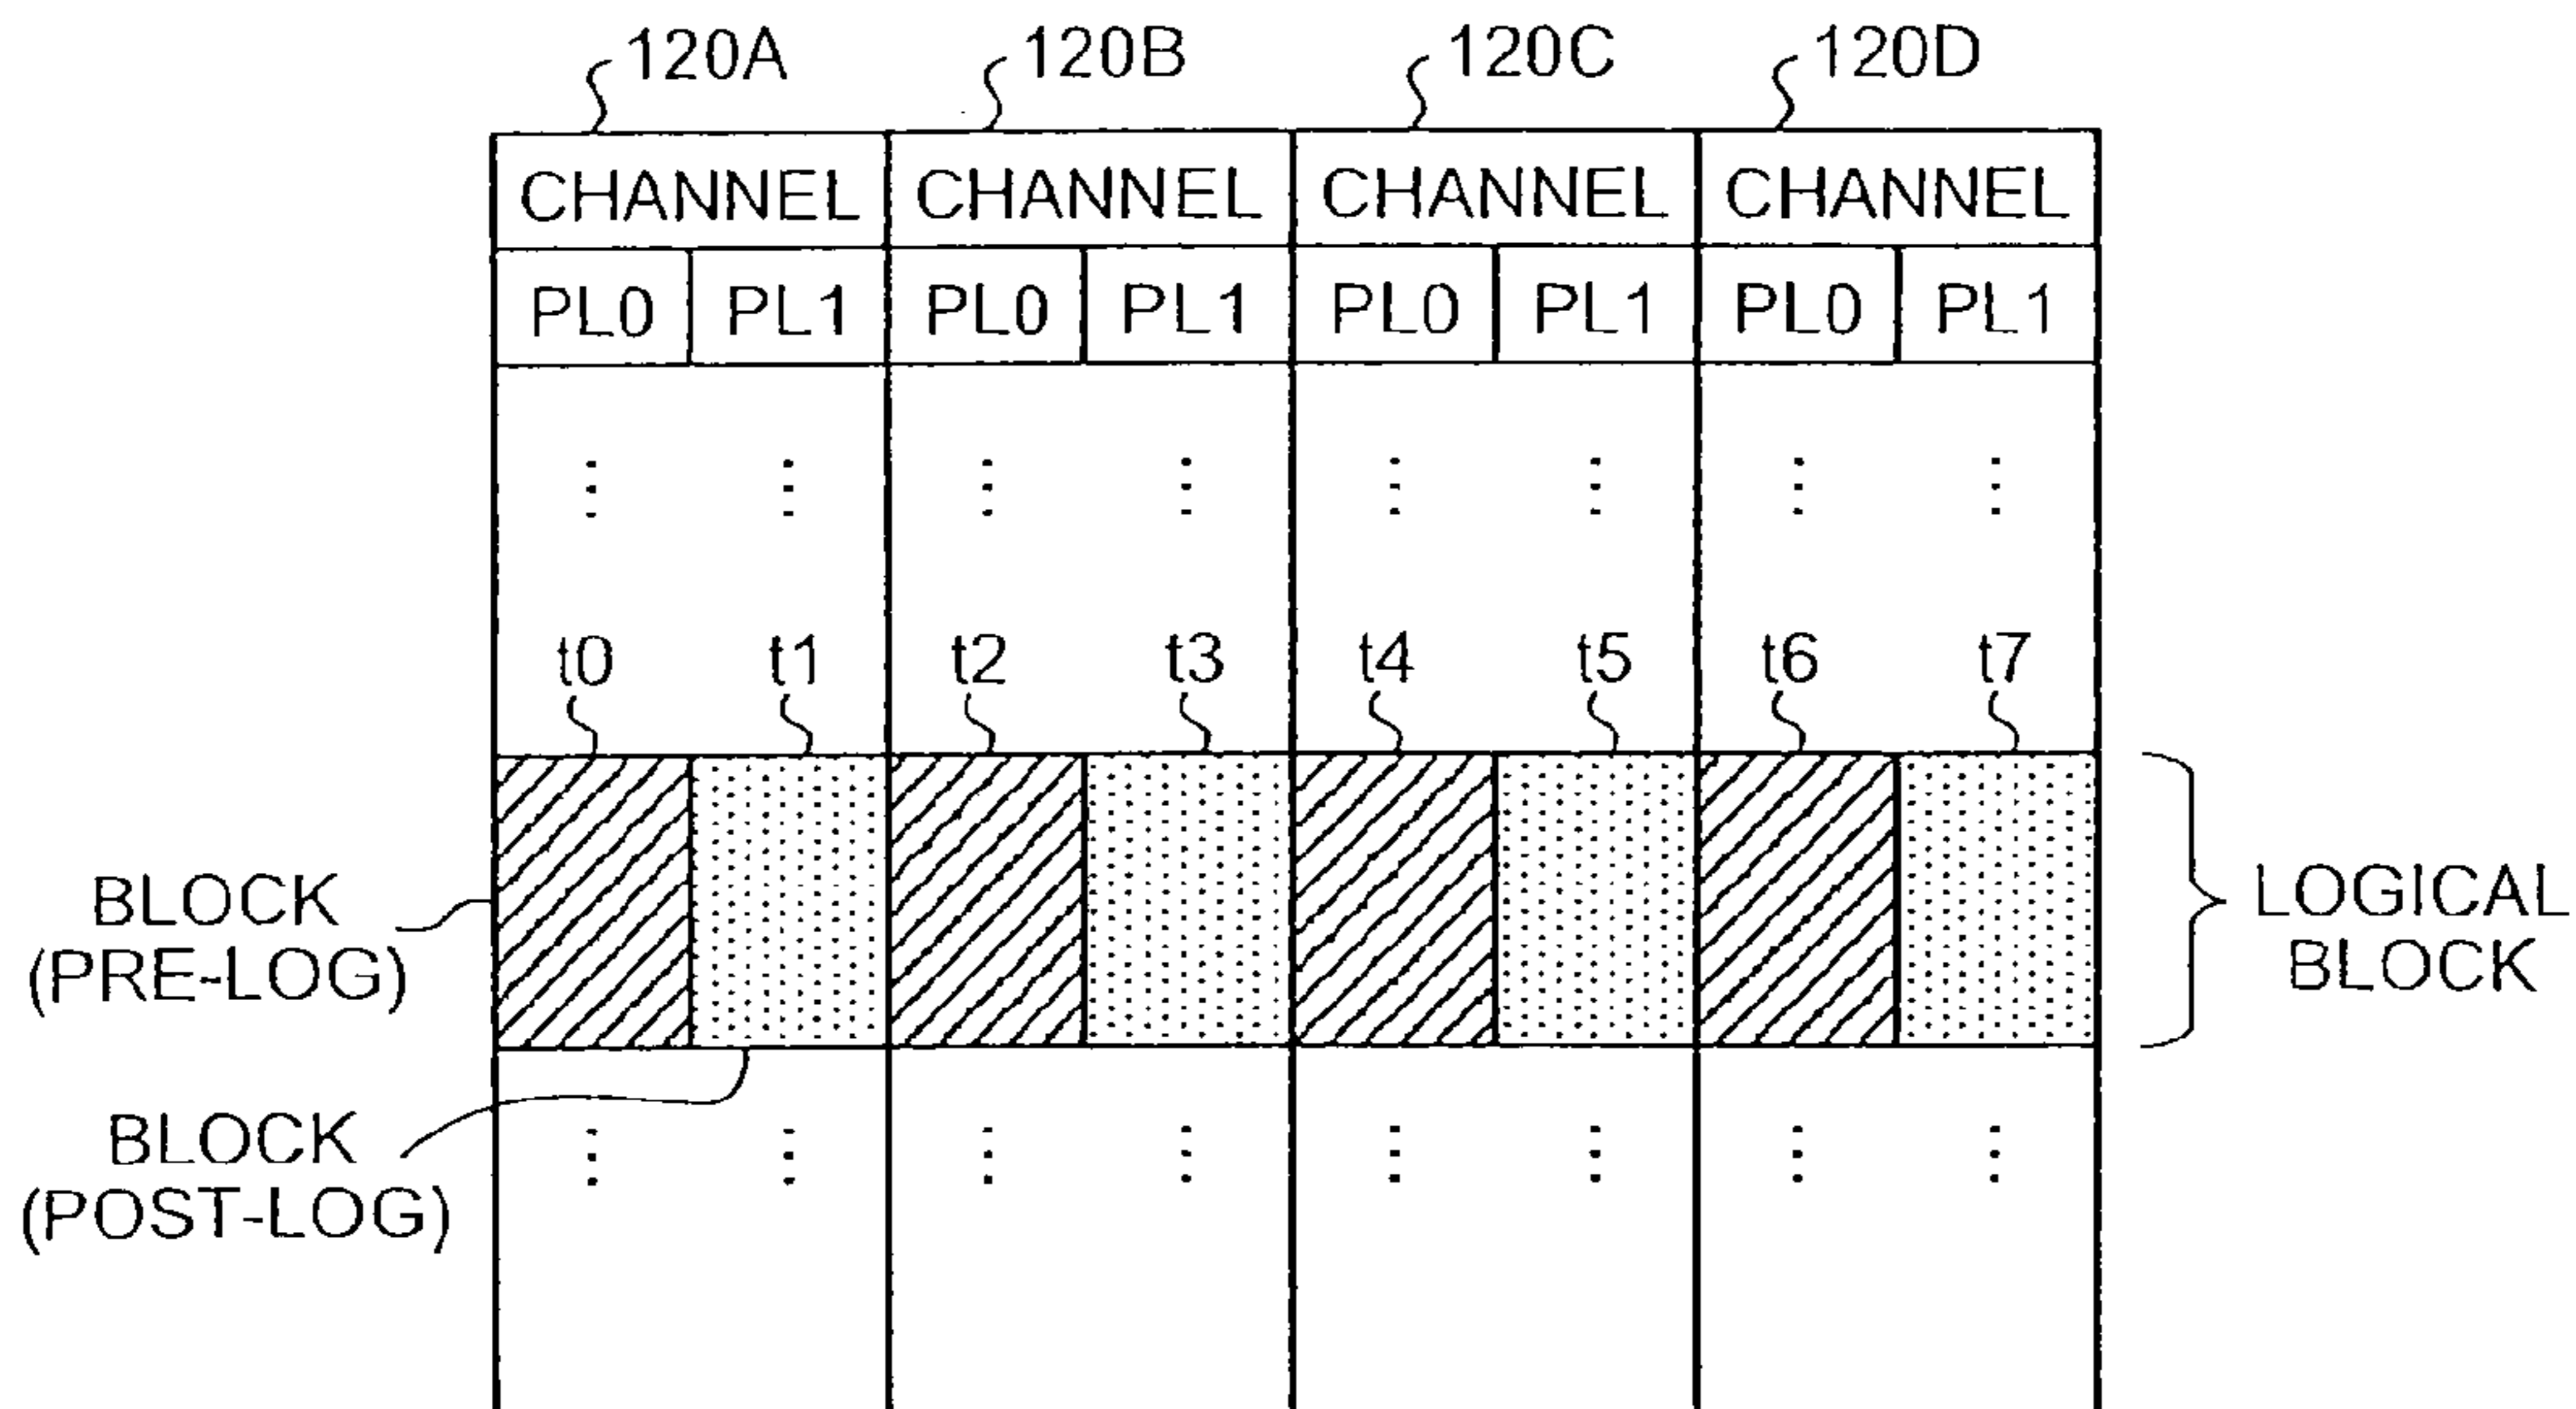 120A 120B 120C 120D
CHANNEL CHANNEL CHANNEL CHANNEL
PL0 PL1 PL0 PL1 PL0 PL1 PL0 PL1
t0 t1 t2 t3 t4 t5 t6 t7
BLOCK
(PRE-LOG)
LOGICAL
BLOCK
BLOCK
(POST-LOG)